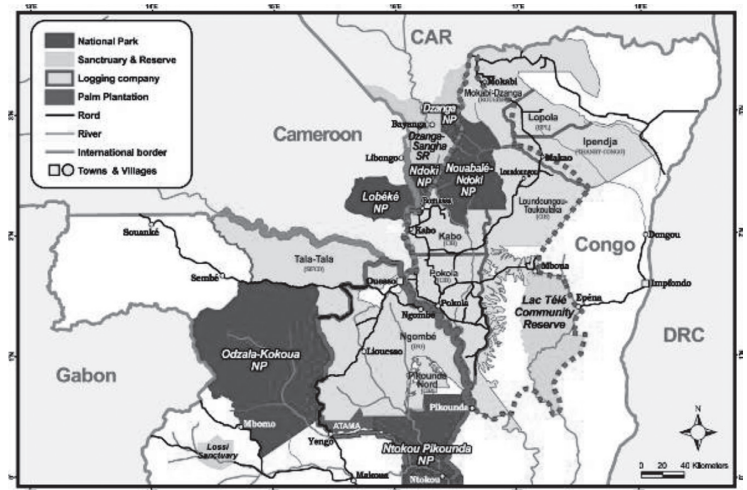 National Park
Sanctruary & Reserve
Logging company
Palm Plantation
Rord
River
International border
Towns & Villages
CAR
Cameroon
Congo
Gabon
DRC
Mokabi
Mokabi-Dzanga
Dzanga
NP
Bayanga
Lopola
Dzanga-
Sangha
SR
Ipendja
Libongo
Makao
Ndoki
NP
Nouabalé-
Ndoki
NP
Loundoungou
Lobéké
NP
Bomassa
Loundoungou-
Toukoulaka
Kabo
Kabo
Souanké
Dongou
Tala-Tala
Mboua
Sembé
Ouesso
Pokola
Impfondo
Pokola
Epéna
Ngombé
Lac Télé
Community
Reserve
Ngombé
Liouesso
Odzala-Kokoua
NP
Pikounda
Nord
Pikounda
Mbomo
ATAMA
Yengo
Ntokou Pikounda
NP
Lossi
Sanctuary
Makoua
Ntokou
N
0 20 40 Kilometers